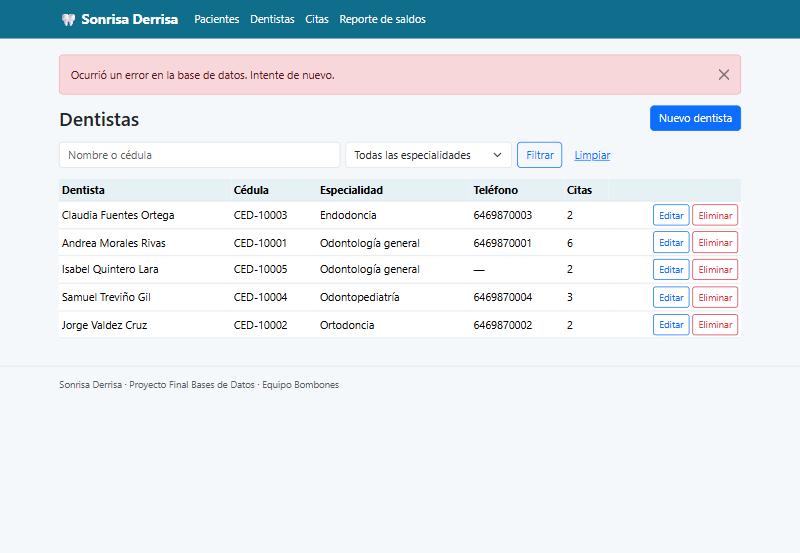 Sonrisa Derrisa Pacientes Dentistas Citas Reporte de saldos
Ocurrió un error en la base de datos. Intente de nuevo.
Dentistas
Nuevo dentista
Nombre o cédula Todas las especialidades Filtrar Limpiar
Dentista Cédula Especialidad Teléfono Citas
Claudia Fuentes Ortega CED-10003 Endodoncia 6469870003 2 Editar Eliminar
Andrea Morales Rivas CED-10001 Odontología general 6469870001 6 Editar Eliminar
Isabel Quintero Lara CED-10005 Odontología general — 2 Editar Eliminar
Samuel Treviño Gil CED-10004 Odontopediatría 6469870004 3 Editar Eliminar
Jorge Valdez Cruz CED-10002 Ortodoncia 6469870002 2 Editar Eliminar
Sonrisa Derrisa · Proyecto Final Bases de Datos · Equipo Bombones